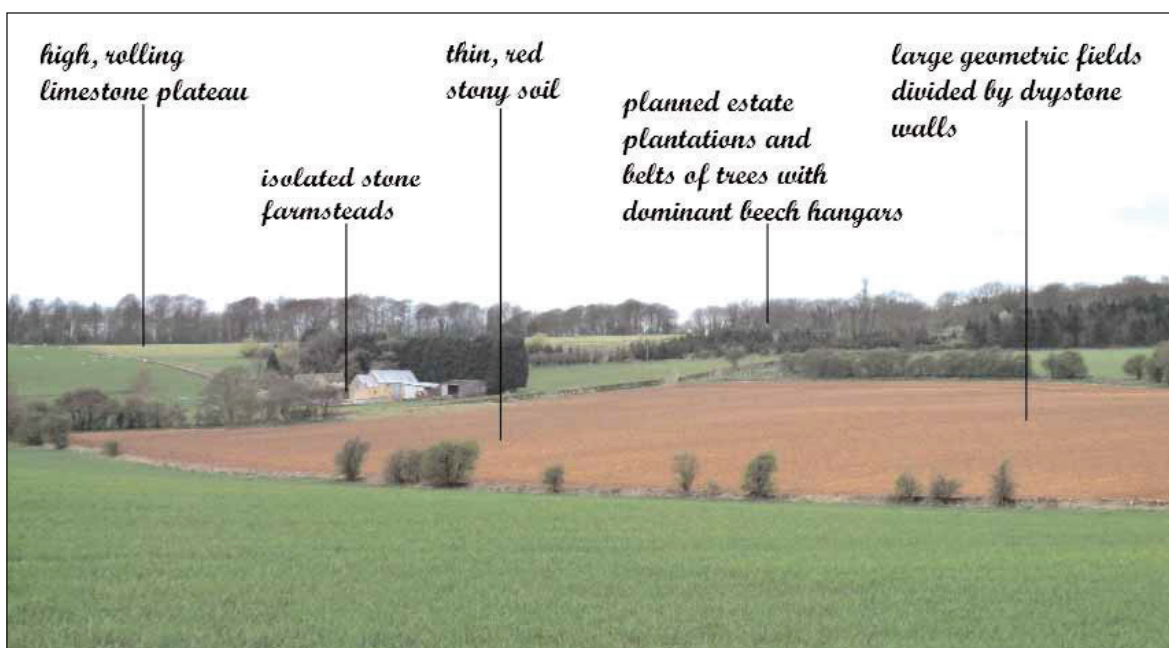 high, rolling
limestone plateau
isolated stone
farmsteads
thin, red
stony soil
planned estate
plantations and
belts of trees with
dominant beech hangars
large geometric fields
divided by drystone
walls